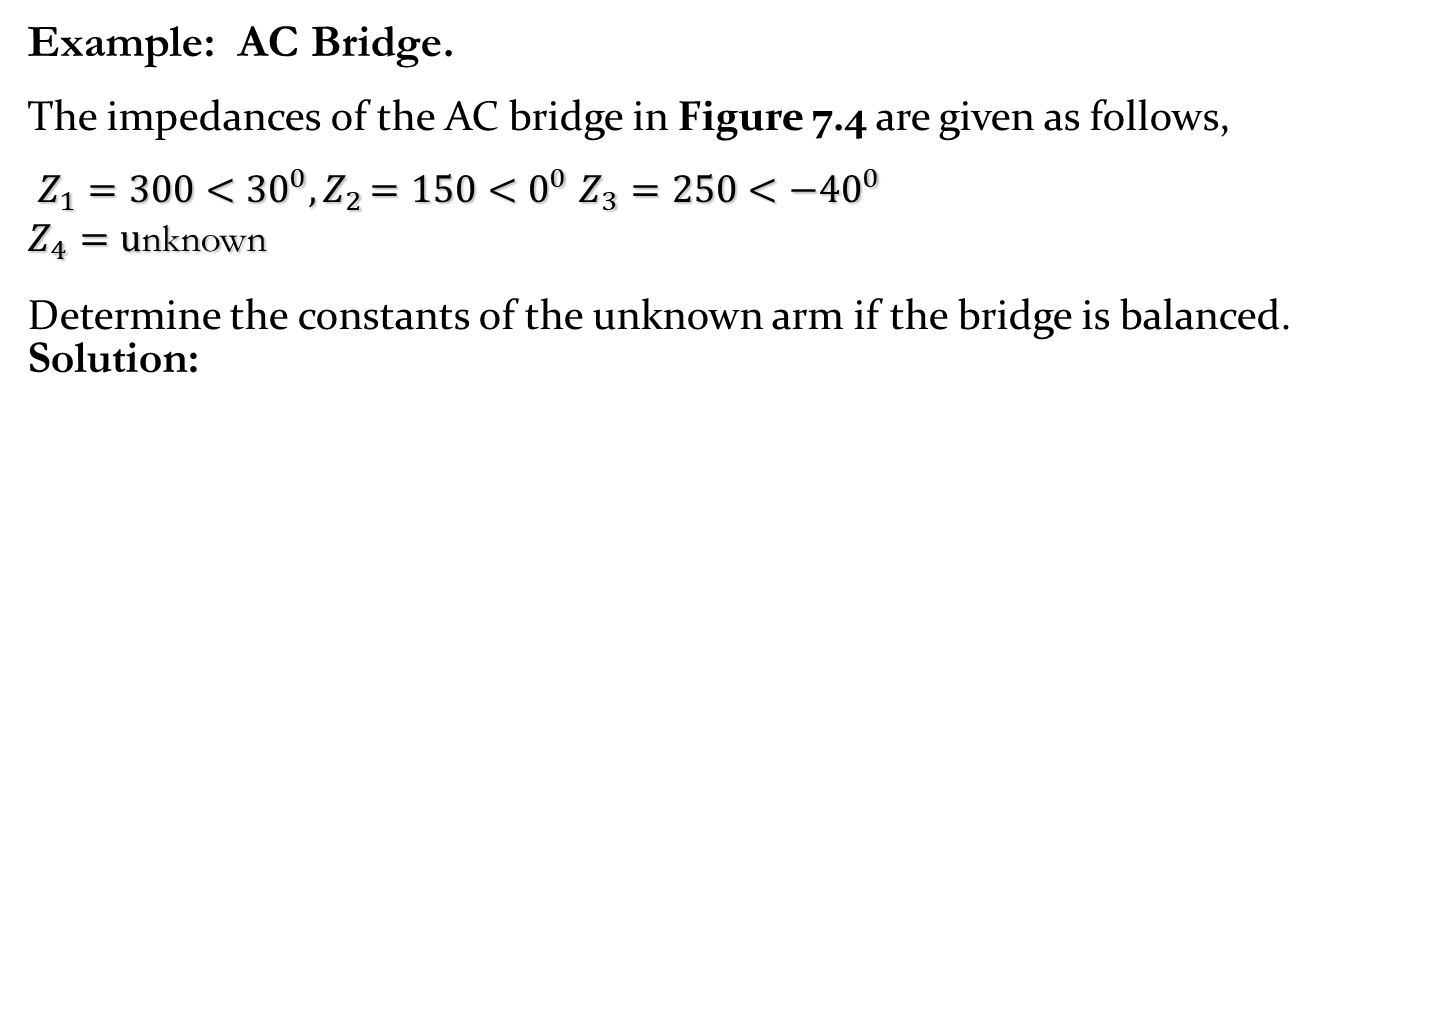 Example: AC Bridge.
The impedances of the AC bridge in Figure 7.4 are given as follows,
Z₁ = 300 < 30⁰, Z₂ = 150 < 0⁰ Z₃ = 250 < −40⁰
Z₄ = unknown
Determine the constants of the unknown arm if the bridge is balanced.
Solution: